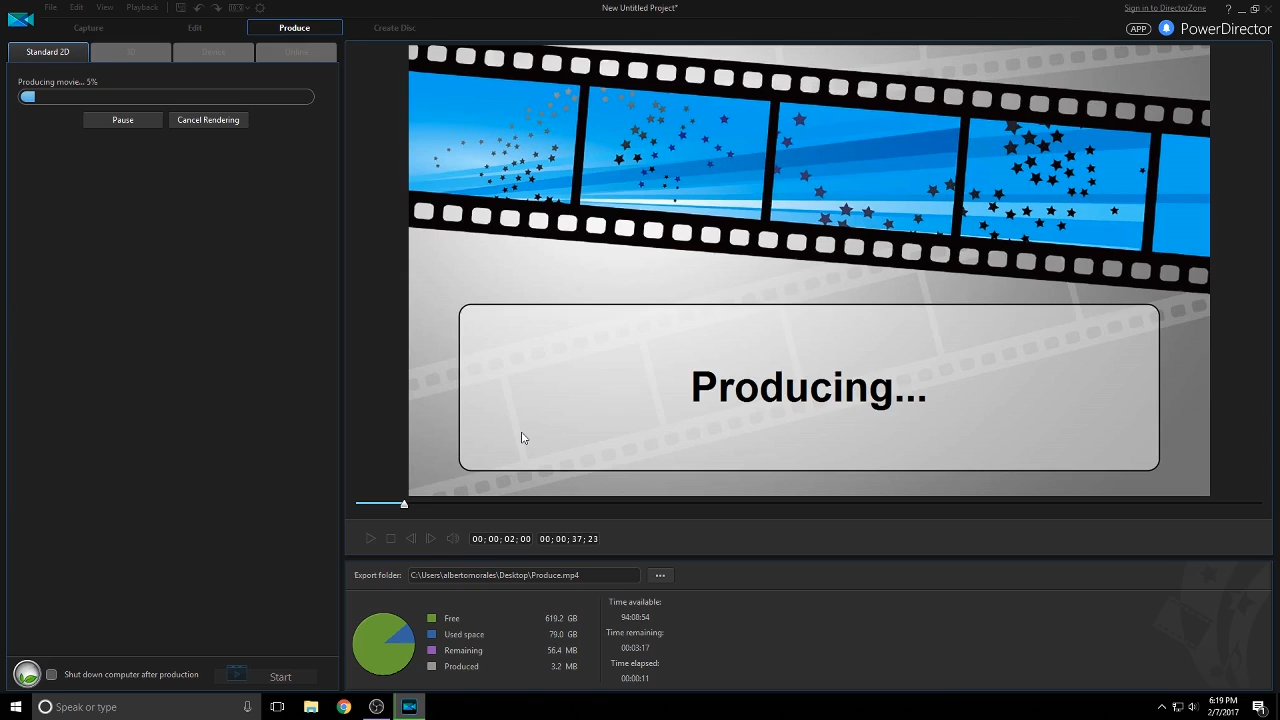 File Edit View Playback
New Untitled Project*
Sign in to DirectorZone
Capture Edit Produce Create Disc
APP PowerDirector
Standard 2D 3D Device Online
Producing movie... 5%
Pause Cancel Rendering
Producing...
00;00;02;00 00;00;37;23
Export folder: C:\Users\albertomorales\Desktop\Produce.mp4 ...
Time available:
94:08:54
Time remaining:
00:03:17
Time elapsed:
00:00:11
Free 619.2 GB
Used space 79.0 GB
Remaining 56.4 MB
Produced 3.2 MB
Shut down computer after production
Start
Speak or type
6:19 PM
2/7/2017